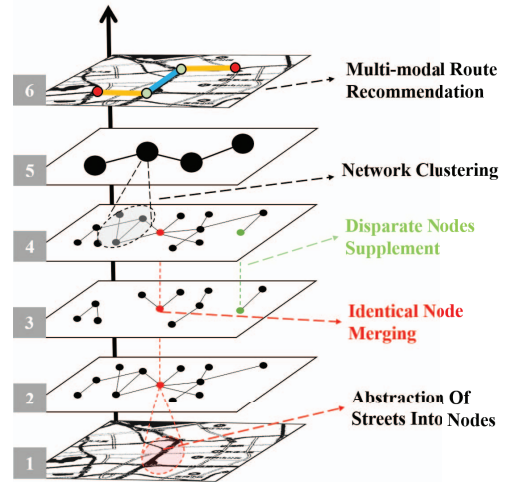 6
Multi-modal Route
Recommendation
5
Network Clustering
4
Disparate Nodes
Supplement
3
Identical Node
Merging
2
Abstraction Of
Streets Into Nodes
1